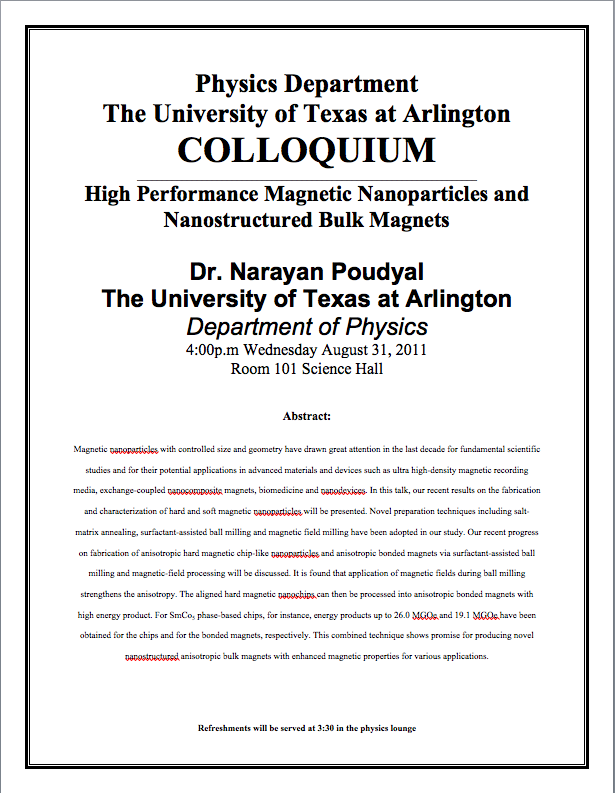 Physics Department
The University of Texas at Arlington
COLLOQUIUM
High Performance Magnetic Nanoparticles and
Nanostructured Bulk Magnets
Dr. Narayan Poudyal
The University of Texas at Arlington
Department of Physics
4:00p.m Wednesday August 31, 2011
Room 101 Science Hall
Abstract:
Magnetic nanoparticles with controlled size and geometry have drawn great attention in the last decade for fundamental scientific
studies and for their potential applications in advanced materials and devices such as ultra high-density magnetic recording
media, exchange-coupled nanocomposite magnets, biomedicine and nanodevices. In this talk, our recent results on the fabrication
and characterization of hard and soft magnetic nanoparticles will be presented. Novel preparation techniques including salt-
matrix annealing, surfactant-assisted ball milling and magnetic field milling have been adopted in our study. Our recent progress
on fabrication of anisotropic hard magnetic chip-like nanoparticles and anisotropic bonded magnets via surfactant-assisted ball
milling and magnetic-field processing will be discussed. It is found that application of magnetic fields during ball milling
strengthens the anisotropy. The aligned hard magnetic nanochips can then be processed into anisotropic bonded magnets with
high energy product. For SmCo₅ phase-based chips, for instance, energy products up to 26.0 MGOe and 19.1 MGOe have been
obtained for the chips and for the bonded magnets, respectively. This combined technique shows promise for producing novel
nanostructured anisotropic bulk magnets with enhanced magnetic properties for various applications.
Refreshments will be served at 3:30 in the physics lounge